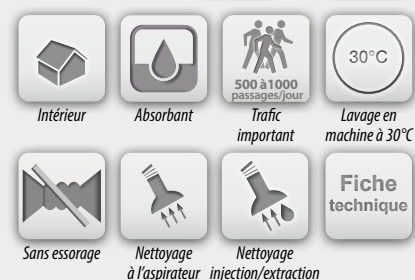 500 à 1000
passages/jour
30°C
Intérieur
Absorbant
Trafic
important
Lavage en
machine à 30°C
Fiche
technique
Sans essorage
Nettoyage
à l'aspirateur
Nettoyage
injection/extraction